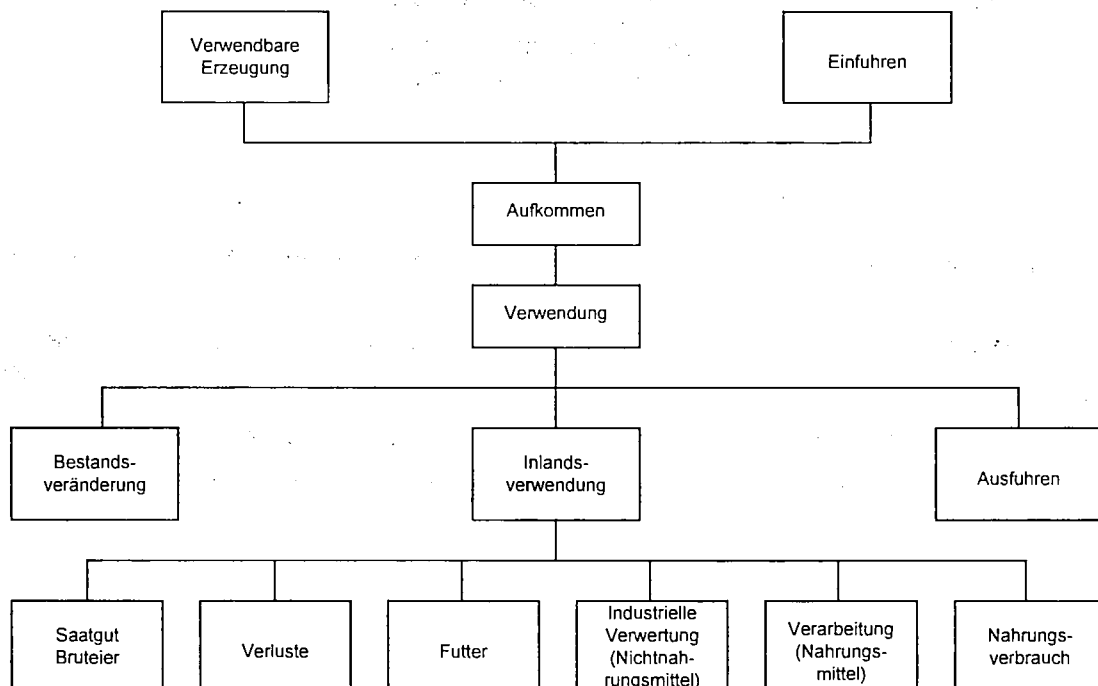 Verwendbare
Erzeugung
Einfuhren
Aufkommen
Verwendung
Bestands-
veränderung
Inlands-
verwendung
Ausfuhren
Saatgut
Bruteier
Verluste
Futter
Industrielle
Verwertung
(Nichtnah-
rungsmittel)
Verarbeitung
(Nahrungs-
mittel)
Nahrungs-
verbrauch